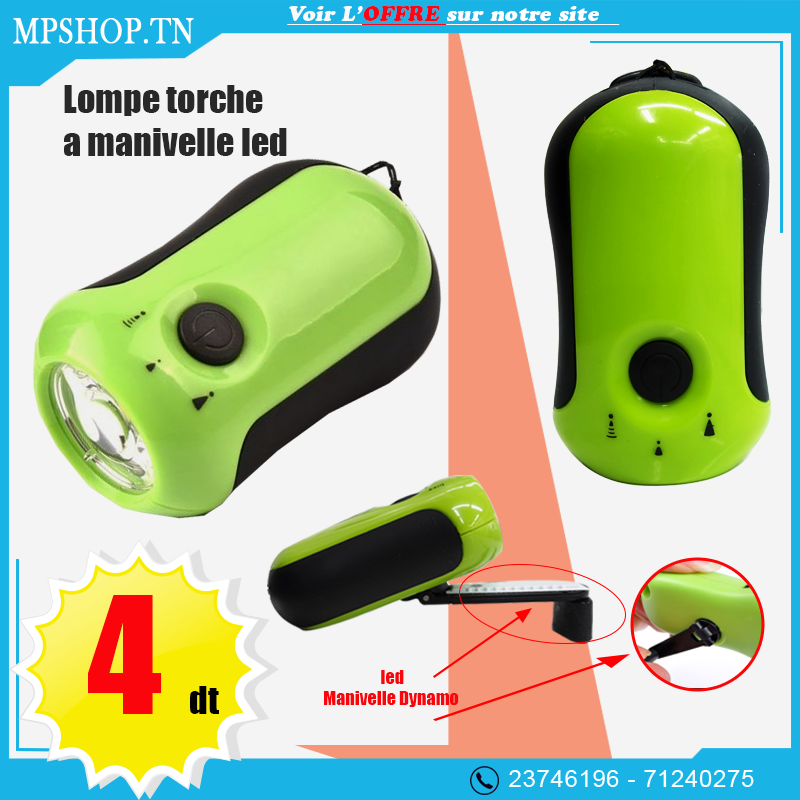 MPSHOP.TN
Voir L'OFFRE sur notre site
Lompe torche
a manivelle led
led
Manivelle Dynamo
4 dt
23746196 - 71240275